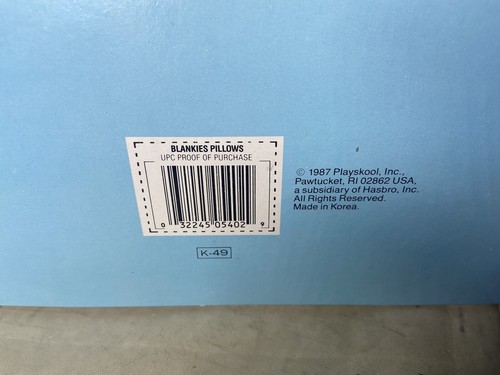 BLANKIES PILLOWS
UPC PROOF OF PURCHASE
0 32245 05402 9
K-49
© 1987 Playskool, Inc.,
Pawtucket, RI 02862 USA,
a subsidiary of Hasbro, Inc.
All Rights Reserved.
Made in Korea.